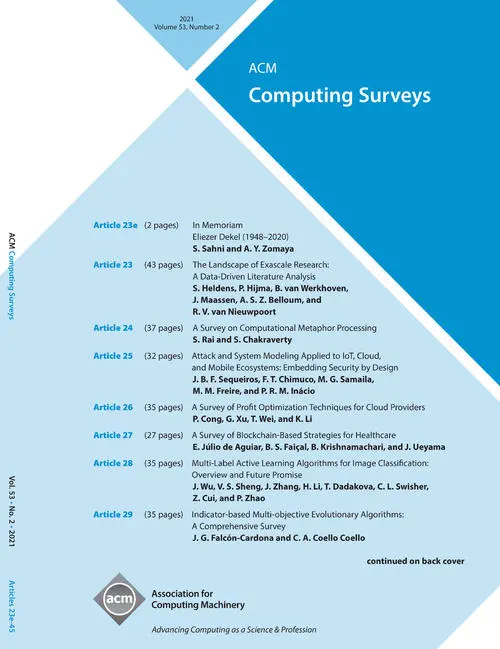 2021
Volume 53, Number 2
ACM
Computing Surveys
Article 23e (2 pages) In Memoriam
Eliezer Dekel (1948–2020)
S. Sahni and A. Y. Zomaya
Article 23 (43 pages) The Landscape of Exascale Research:
A Data-Driven Literature Analysis
S. Heldens, P. Hijma, B. van Werkhoven,
J. Maassen, A. S. Z. Belloum, and
R. V. van Nieuwpoort
Article 24 (37 pages) A Survey on Computational Metaphor Processing
S. Rai and S. Chakraverty
Article 25 (32 pages) Attack and System Modeling Applied to IoT, Cloud,
and Mobile Ecosystems: Embedding Security by Design
J. B. F. Sequeiros, F. T. Chimuco, M. G. Samaila,
M. M. Freire, and P. R. M. Inácio
Article 26 (35 pages) A Survey of Profit Optimization Techniques for Cloud Providers
P. Cong, G. Xu, T. Wei, and K. Li
Article 27 (27 pages) A Survey of Blockchain-Based Strategies for Healthcare
E. Júlio de Aguiar, B. S. Faiçal, B. Krishnamachari, and J. Ueyama
Article 28 (35 pages) Multi-Label Active Learning Algorithms for Image Classification:
Overview and Future Promise
J. Wu, V. S. Sheng, J. Zhang, H. Li, T. Dadakova, C. L. Swisher,
Z. Cui, and P. Zhao
Article 29 (35 pages) Indicator-based Multi-objective Evolutionary Algorithms:
A Comprehensive Survey
J. G. Falcón-Cardona and C. A. Coello Coello
continued on back cover
acm
Association for
Computing Machinery
Advancing Computing as a Science & Profession
ACM Computing Surveys
Vol. 53 • No. 2 • 2021
Articles 23e-45